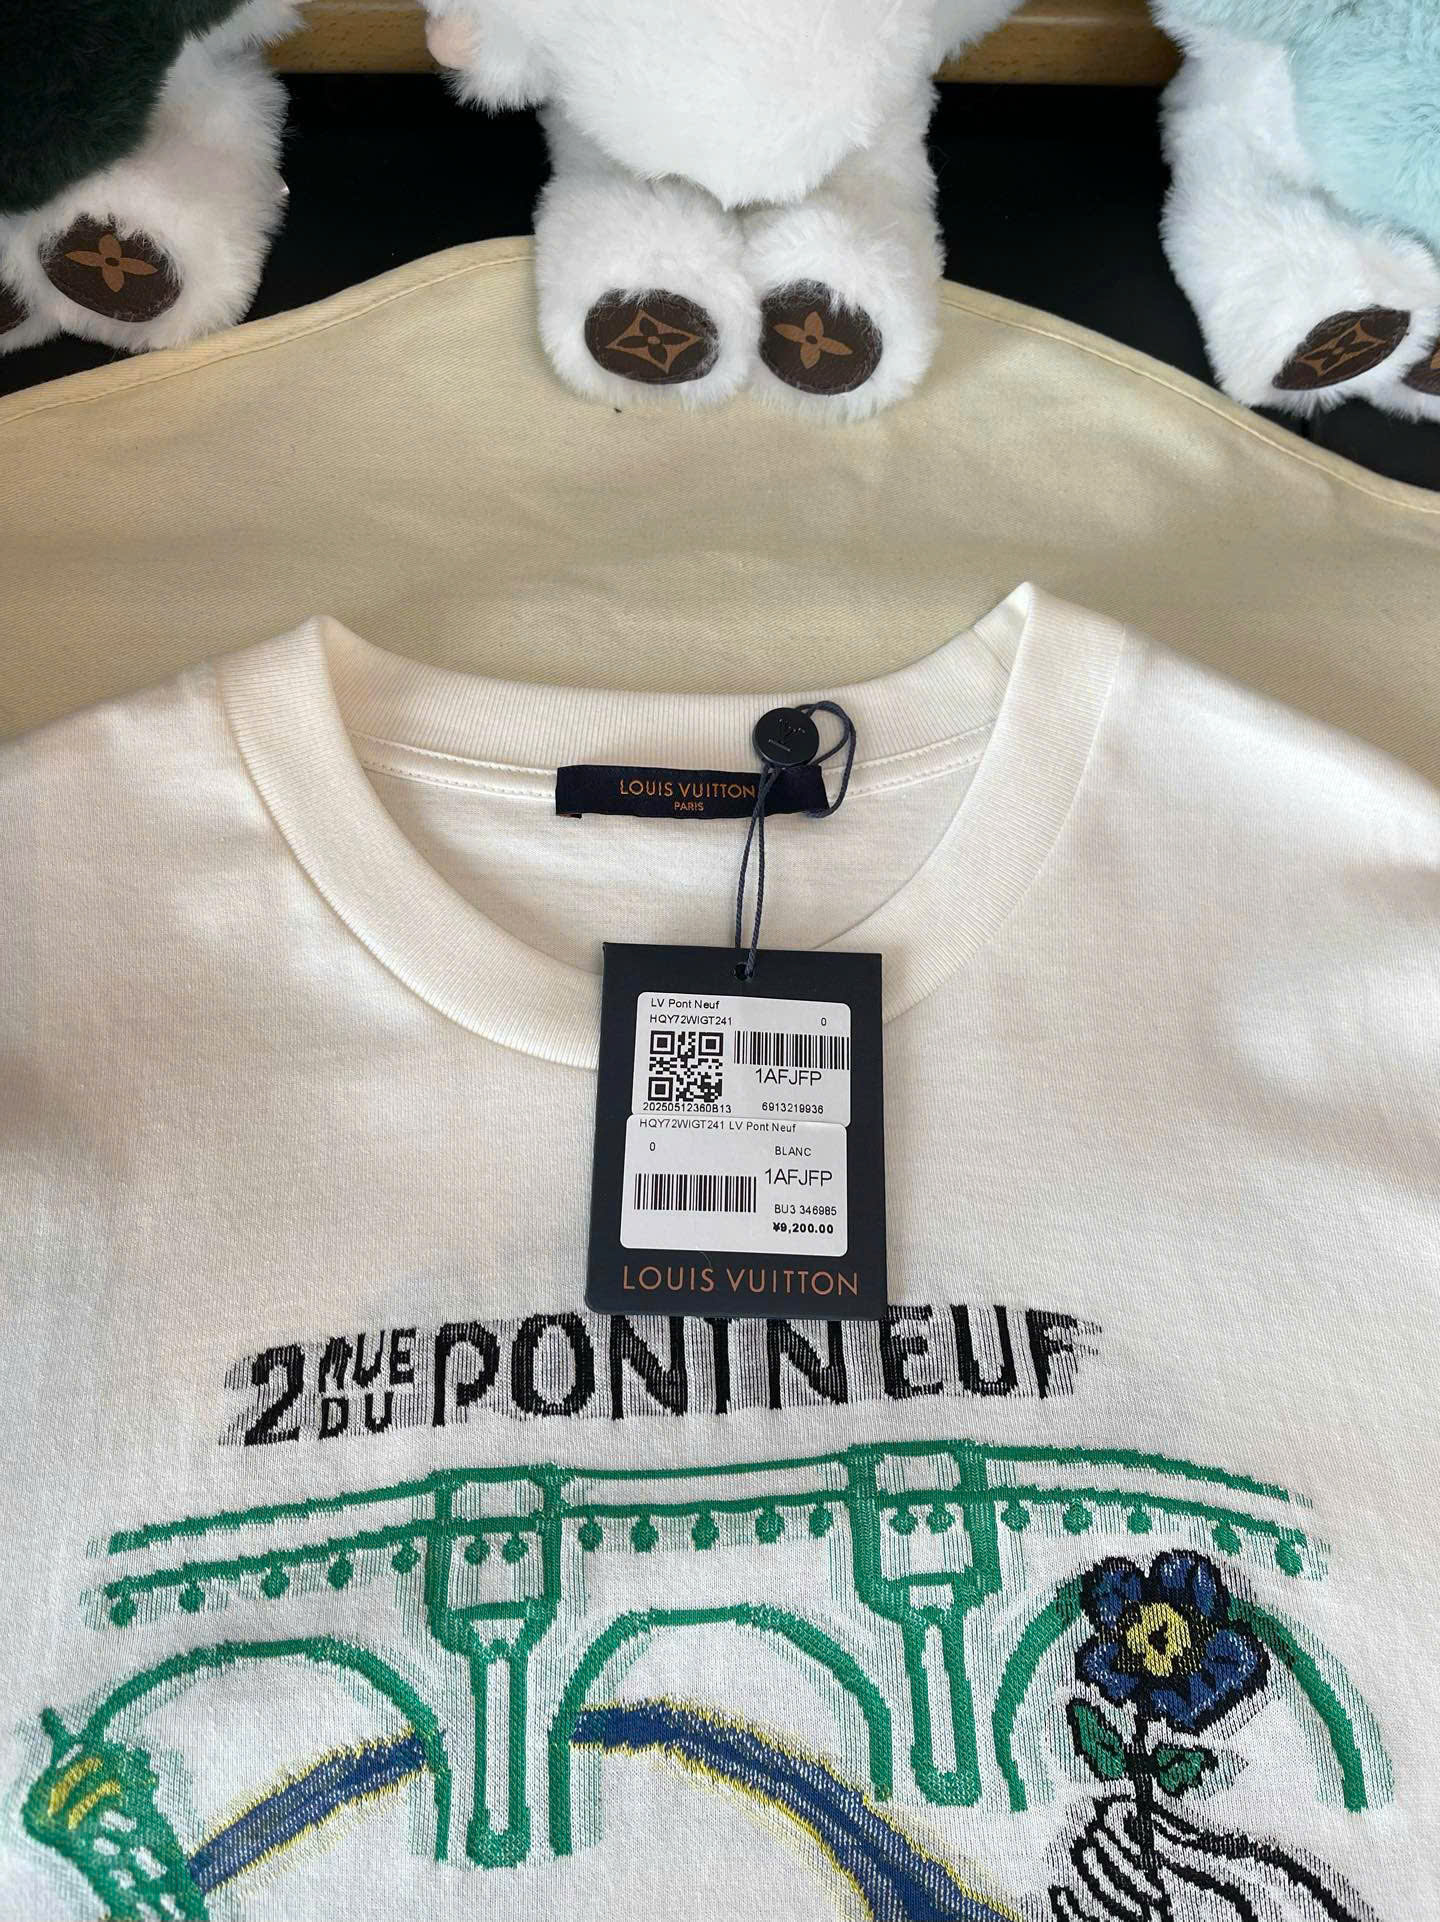 LOUIS VUITTON
PARIS
LV Pont Neuf
HQY72WIGT241 0
1AFJFP
20250512360B13 6913219936
HQY72WIGT241 LV Pont Neuf
0 BLANC
1AFJFP
BU3 346985
¥9,200.00
LOUIS VUITTON
2 RUE DU PONT NEUF